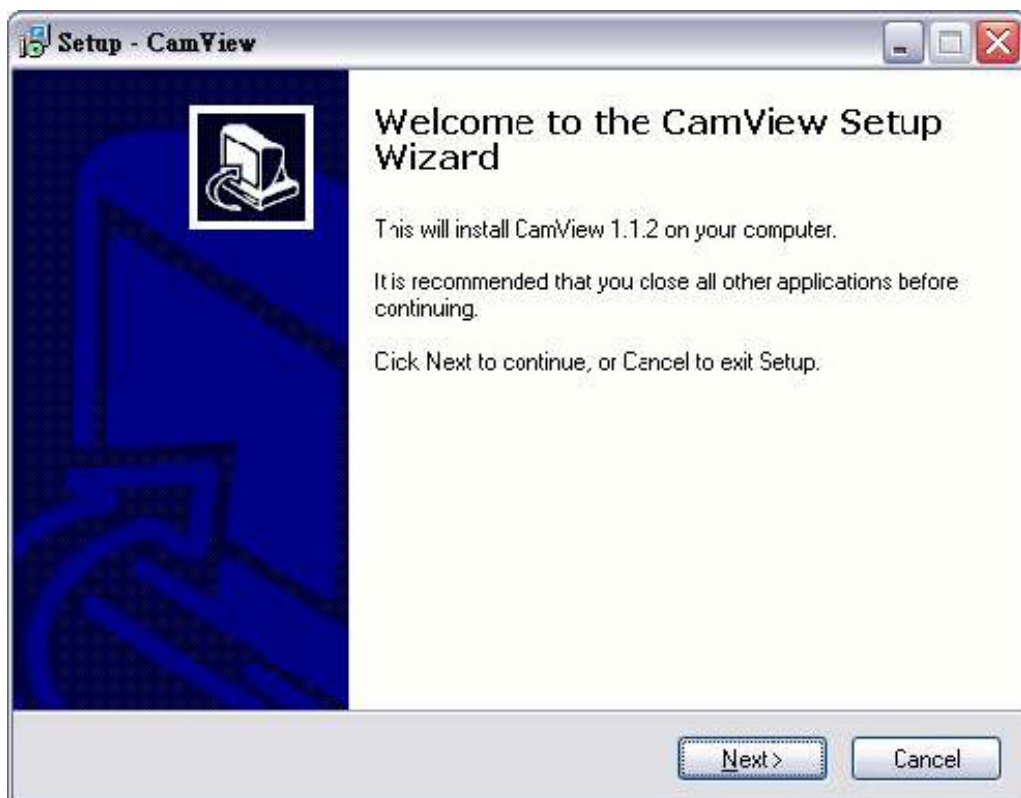 Setup - CamView
Welcome to the CamView Setup
Wizard
This will install CamView 1.1.2 on your computer.
It is recommended that you close all other applications before
continuing.
Click Next to continue, or Cancel to exit Setup.
Next >
Cancel